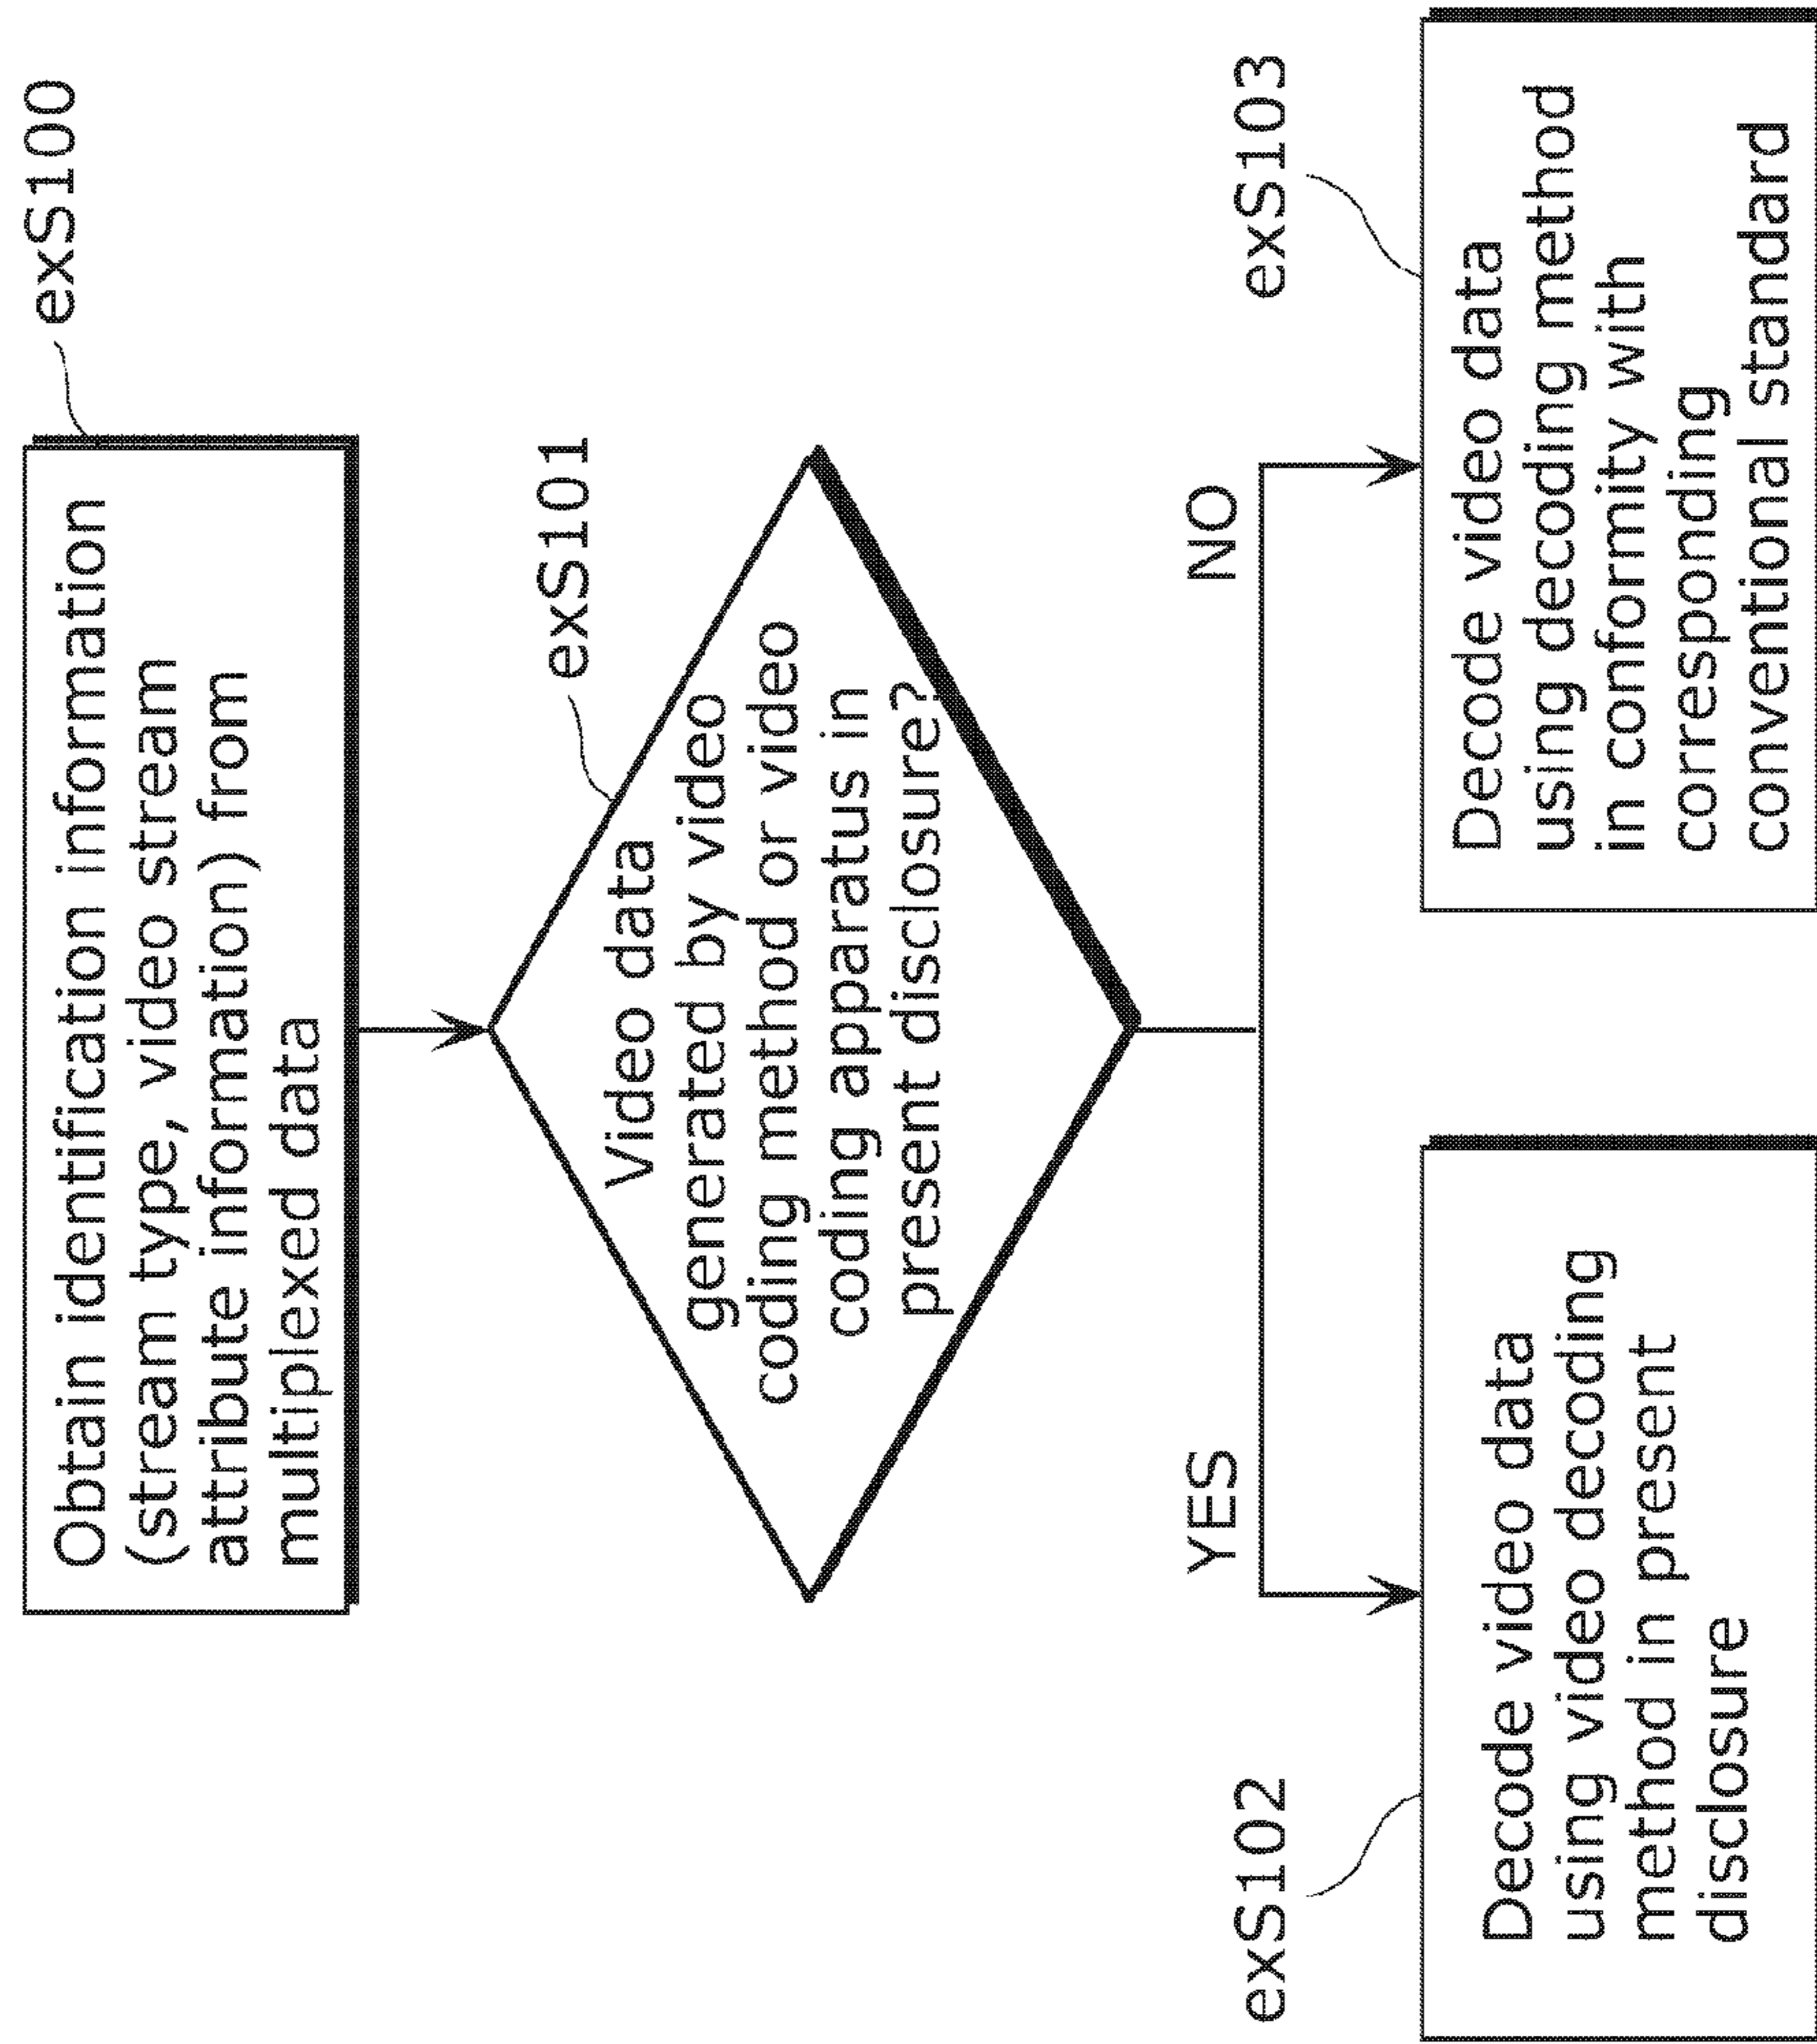 exS100
Obtain identification information
(stream type, video stream
attribute information) from
multiplexed data
exS101
Video data
generated by video
coding method or video
coding apparatus in
present disclosure?
YES
NO
exS102
Decode video data
using video decoding
method in present
disclosure
exS103
Decode video data
using decoding method
in conformity with
corresponding
conventional standard